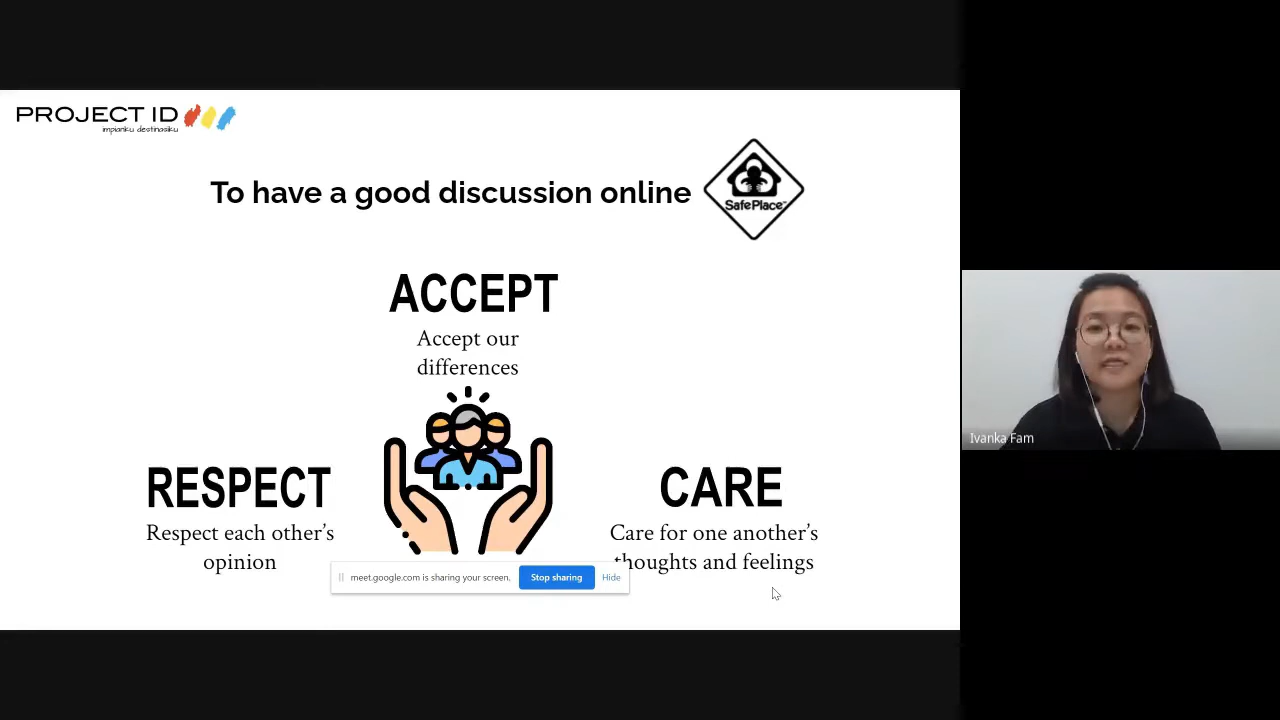 PROJECT ID
impianku destinasiku
To have a good discussion online
SafePlace™
ACCEPT
Accept our
differences
RESPECT
Respect each other's
opinion
CARE
Care for one another's
thoughts and feelings
meet.google.com is sharing your screen.
Stop sharing
Hide
Ivanka Fam